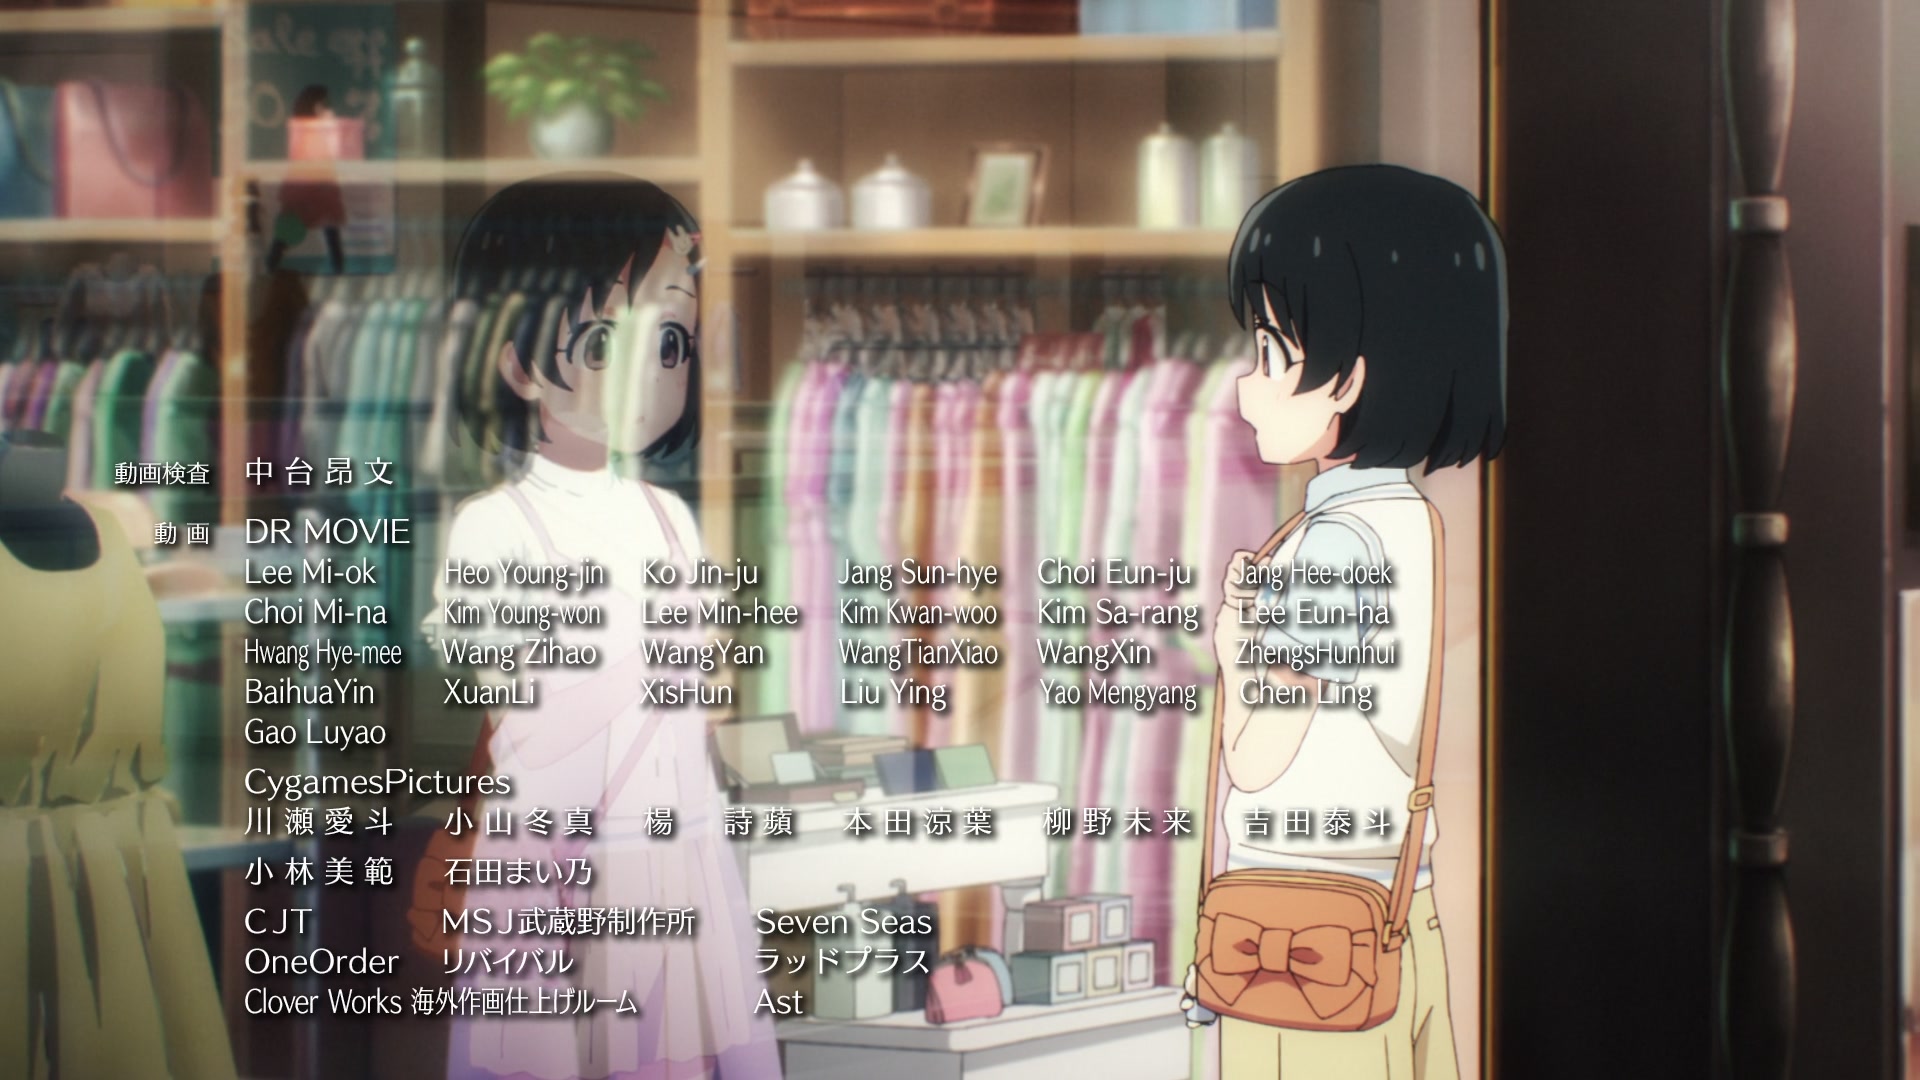 Sale off
50%
動画検査 中台昂文
動画 DR MOVIE
Lee Mi-ok Heo Young-jin Ko Jin-ju Jang Sun-hye Choi Eun-ju Jang Hee-doek
Choi Mi-na Kim Young-won Lee Min-hee Kim Kwan-woo Kim Sa-rang Lee Eun-ha
Hwang Hye-mee Wang Zihao WangYan WangTianXiao WangXin ZhengsHunhui
BaihuaYin XuanLi XisHun Liu Ying Yao Mengyang Chen Ling
Gao Luyao
CygamesPictures
川瀬愛斗 小山冬真 楊 詩蘋 本田涼葉 柳野未来 吉田泰斗
小林美範 石田まい乃
CJT MSJ武蔵野制作所 Seven Seas
OneOrder リバイバル ラッドプラス
Clover Works 海外作画仕上げルーム Ast